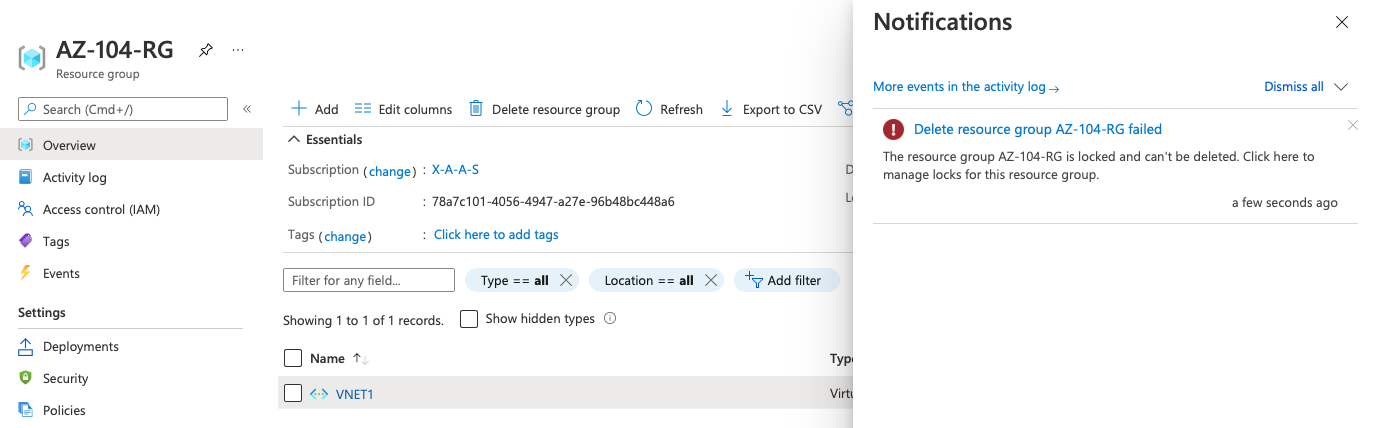 AZ-104-RG
Resource group
Search (Cmd+/)
Overview
Activity log
Access control (IAM)
Tags
Events
Settings
Deployments
Security
Policies
Add Edit columns Delete resource group Refresh Export to CSV
Essentials
Subscription (change) : X-A-A-S
Subscription ID : 78a7c101-4056-4947-a27e-96b48bc448a6
Tags (change) : Click here to add tags
Filter for any field... Type == all Location == all Add filter
Showing 1 to 1 of 1 records. Show hidden types
Name
VNET1
Notifications
More events in the activity log → Dismiss all
Delete resource group AZ-104-RG failed
The resource group AZ-104-RG is locked and can't be deleted. Click here to
manage locks for this resource group.
a few seconds ago